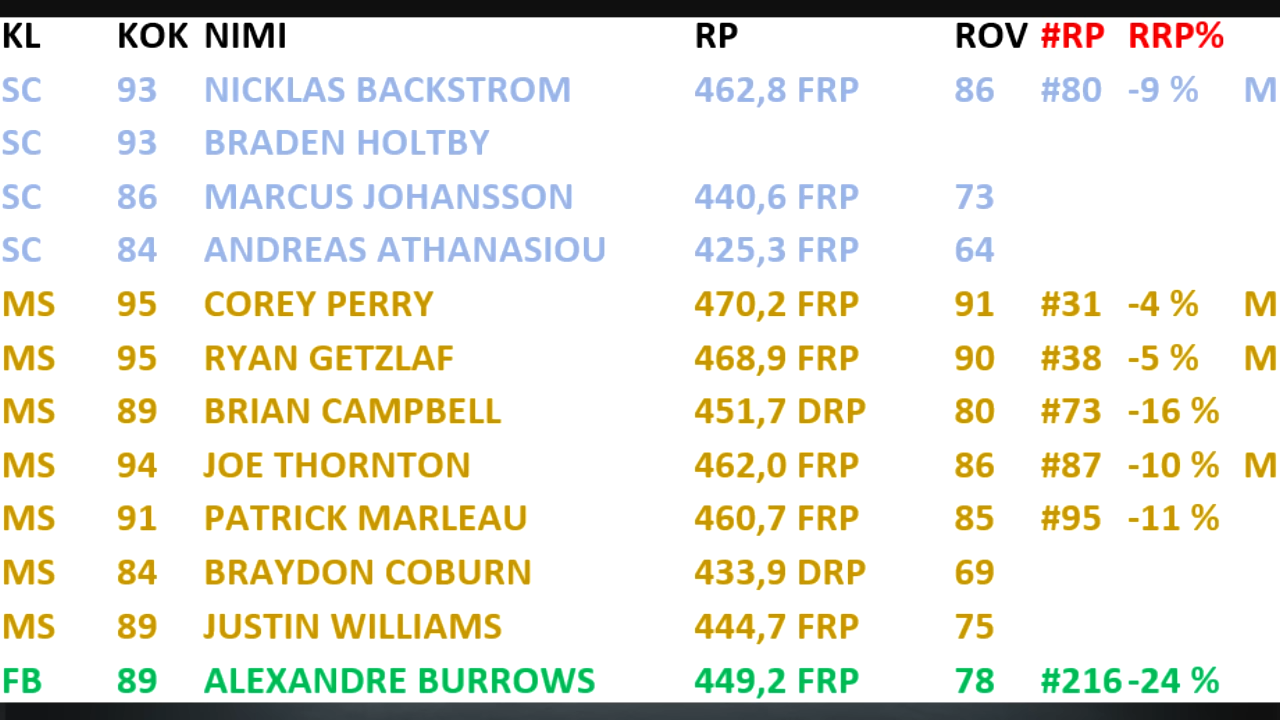 KL KOK NIMI RP ROV #RP RRP%
SC 93 NICKLAS BACKSTROM 462,8 FRP 86 #80 -9 % M
SC 93 BRADEN HOLTBY
SC 86 MARCUS JOHANSSON 440,6 FRP 73
SC 84 ANDREAS ATHANASIOU 425,3 FRP 64
MS 95 COREY PERRY 470,2 FRP 91 #31 -4 % M
MS 95 RYAN GETZLAF 468,9 FRP 90 #38 -5 % M
MS 89 BRIAN CAMPBELL 451,7 DRP 80 #73 -16 %
MS 94 JOE THORNTON 462,0 FRP 86 #87 -10 % M
MS 91 PATRICK MARLEAU 460,7 FRP 85 #95 -11 %
MS 84 BRAYDON COBURN 433,9 DRP 69
MS 89 JUSTIN WILLIAMS 444,7 FRP 75
FB 89 ALEXANDRE BURROWS 449,2 FRP 78 #216 -24 %